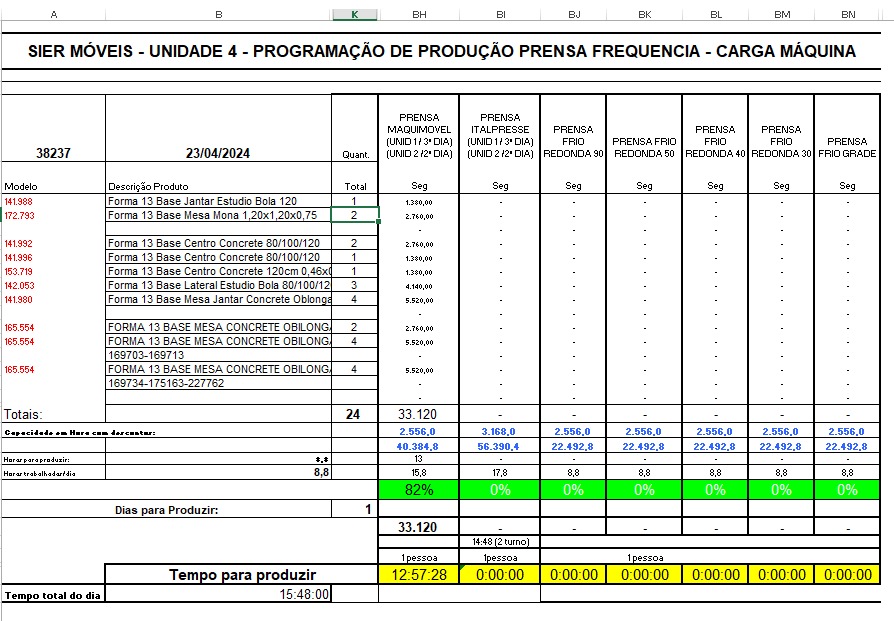 A B K BH BI BJ BK BL BM BN
SIER MÓVEIS - UNIDADE 4 - PROGRAMAÇÃO DE PRODUÇÃO PRENSA FREQUENCIA - CARGA MÁQUINA
38237 23/04/2024 Quant. PRENSA MAQUIMOVEL (UNID 1 / 3ª DIA) (UNID 2 / 2ª DIA) PRENSA ITALPRESSE (UNID 1 / 3ª DIA) (UNID 2 / 2ª DIA) PRENSA FRIO REDONDA 90 PRENSA FRIO REDONDA 50 PRENSA FRIO REDONDA 40 PRENSA FRIO REDONDA 30 PRENSA FRIO GRADE
Modelo Descrição Produto Total Seg Seg Seg Seg Seg Seg Seg
141.988 Forma 13 Base Jantar Estudio Bola 120 1 1.380,00 - - - - - -
172.793 Forma 13 Base Mesa Mona 1,20x1,20x0,75 2 2.760,00 - - - - - -
- - - - - - -
141.992 Forma 13 Base Centro Concrete 80/100/120 2 2.760,00 - - - - - -
141.996 Forma 13 Base Centro Concrete 80/100/120 1 1.380,00 - - - - - -
153.719 Forma 13 Base Centro Concrete 120cm 0,46x0 1 1.380,00 - - - - - -
142.053 Forma 13 Base Lateral Estudio Bola 80/100/12 3 4.140,00 - - - - - -
141.980 Forma 13 Base Mesa Jantar Concrete Oblonga 4 5.520,00 - - - - - -
- - - - - - -
165.554 FORMA 13 BASE MESA CONCRETE OBILONGA 2 2.760,00 - - - - - -
165.554 FORMA 13 BASE MESA CONCRETE OBILONGA 4 5.520,00 - - - - - -
169703-169713 - - - - - - -
165.554 FORMA 13 BASE MESA CONCRETE OBILONGA 4 5.520,00 - - - - - -
169734-175163-227762 - - - - - - -
- - - - - - -
Totais: 24 33.120 - - - - - -
Capacidade em Hora com descontar: 2.556,0 3.168,0 2.556,0 2.556,0 2.556,0 2.556,0 2.556,0
40.384,8 56.390,4 22.492,8 22.492,8 22.492,8 22.492,8 22.492,8
Horas para produzir: 8,8 13 - - - - - -
Horas trabalhadas/dia 8,8 15,8 17,8 8,8 8,8 8,8 8,8 8,8
82% 0% 0% 0% 0% 0% 0%
Dias para Produzir: 1
33.120 - - - - - -
14:48 (2 turno)
1 pessoa 1 pessoa 1 pessoa
Tempo para produzir 12:57:28 0:00:00 0:00:00 0:00:00 0:00:00 0:00:00 0:00:00
Tempo total do dia 15:48:00